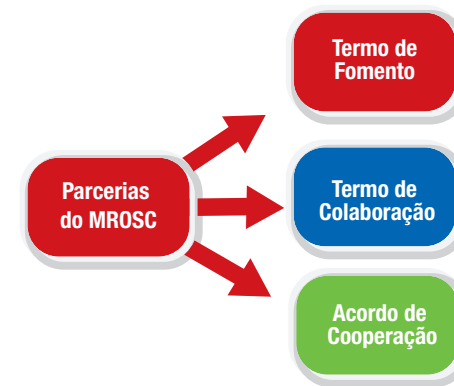 Termo de
Fomento
Parcerias
do MROSC
Termo de
Colaboração
Acordo de
Cooperação